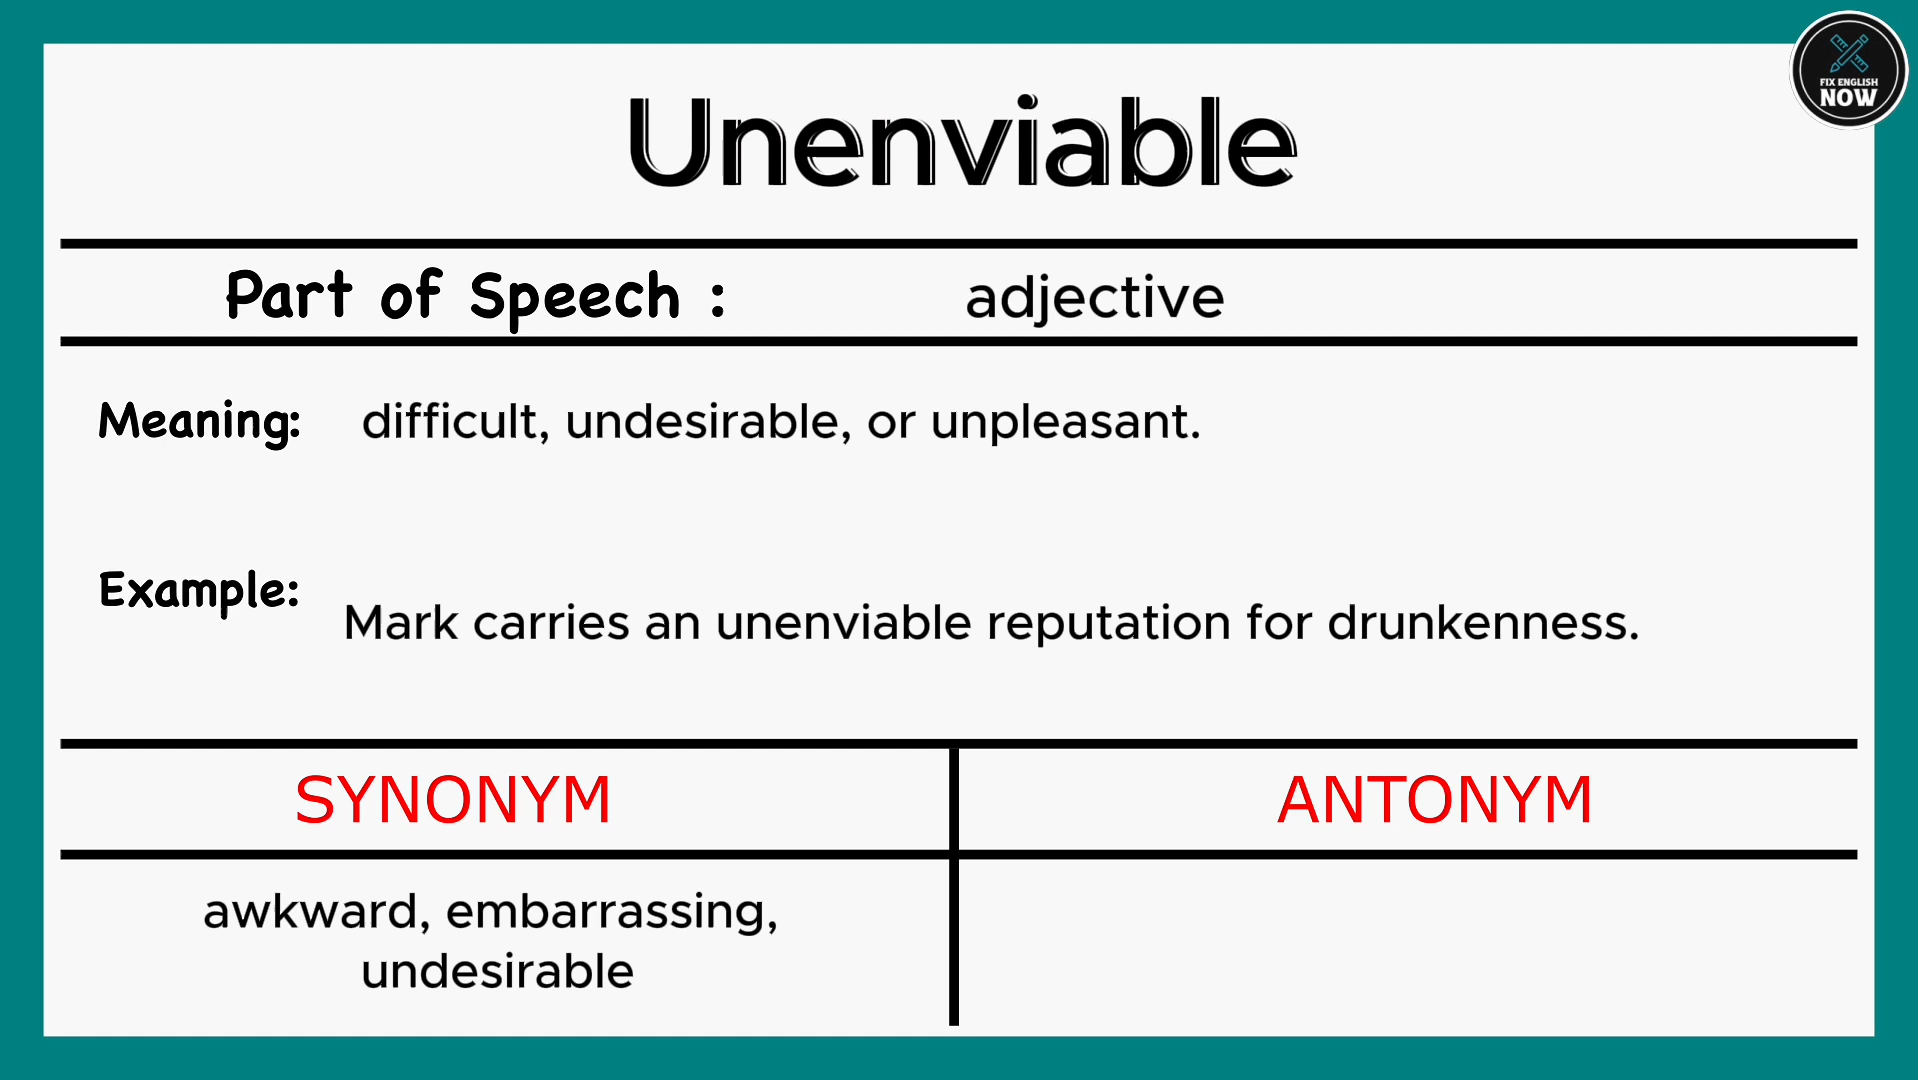 FIX ENGLISH
NOW
Unenviable
Part of Speech : adjective
Meaning: difficult, undesirable, or unpleasant.
Example: Mark carries an unenviable reputation for drunkenness.
SYNONYM ANTONYM
awkward, embarrassing,
undesirable